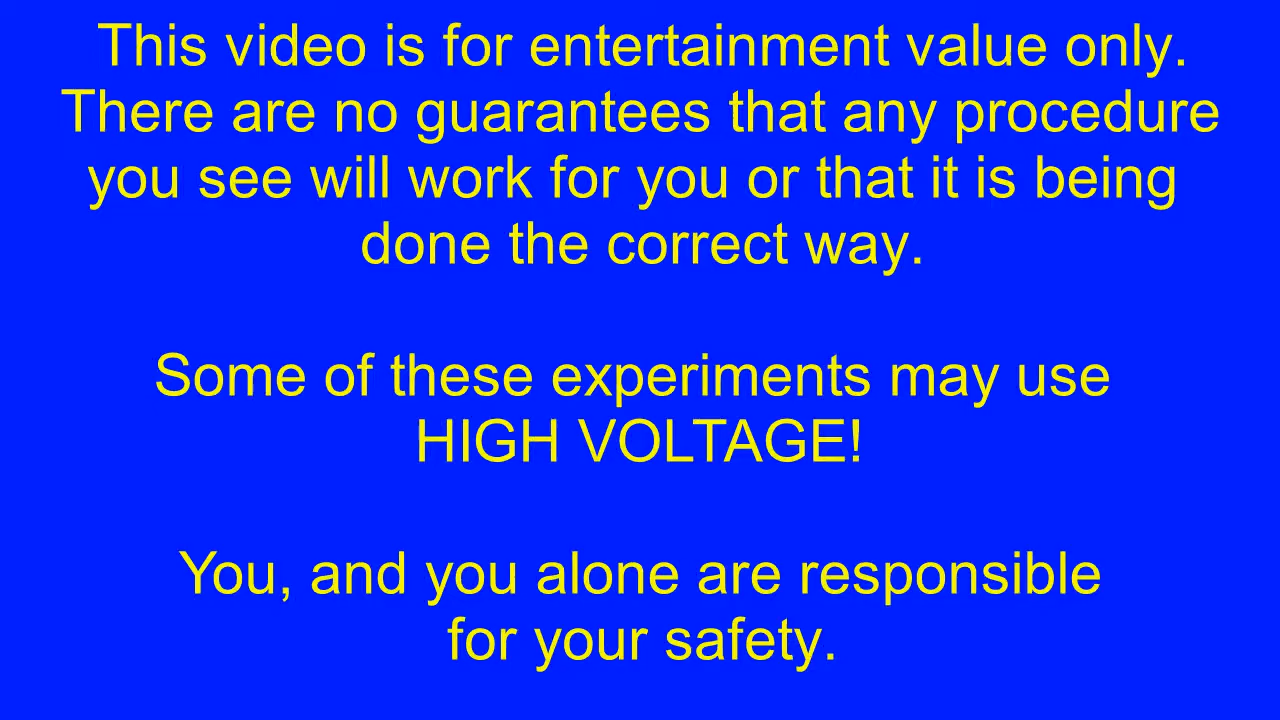 This video is for entertainment value only.
There are no guarantees that any procedure
you see will work for you or that it is being
done the correct way.
Some of these experiments may use
HIGH VOLTAGE!
You, and you alone are responsible
for your safety.